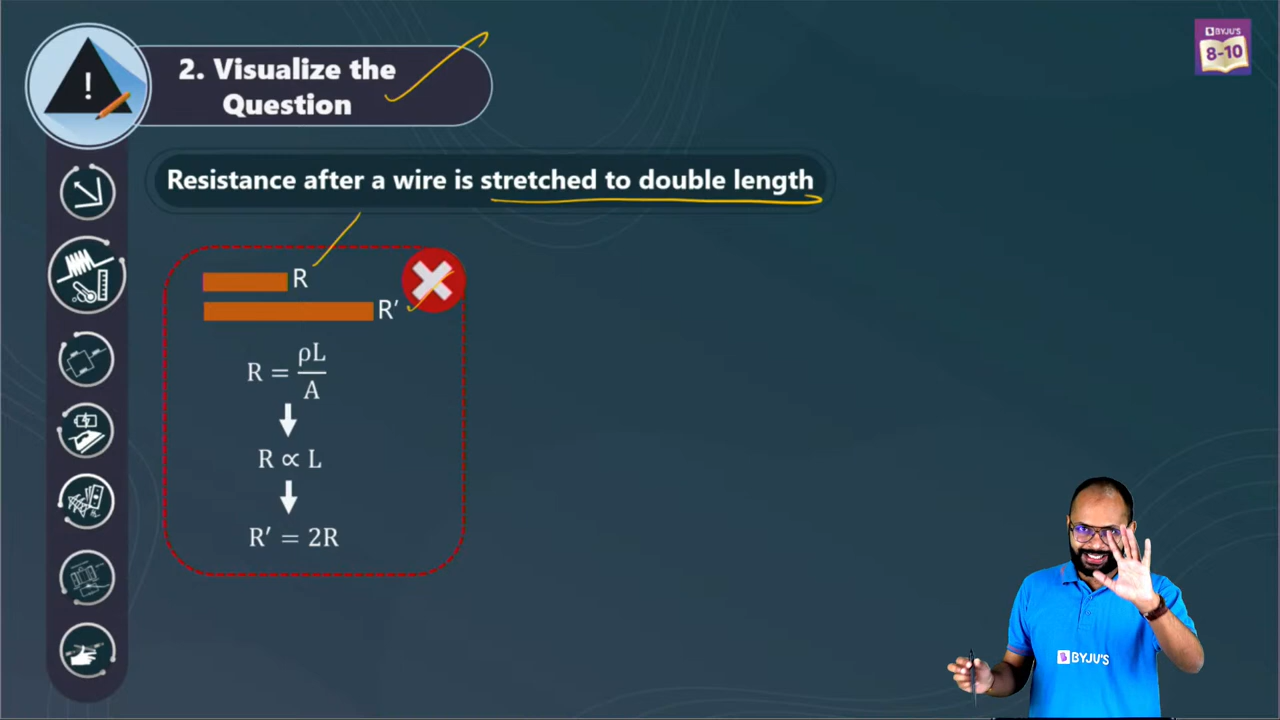 BYJU'S
8-10
!
2. Visualize the
Question
Resistance after a wire is stretched to double length
R
R′
R = ρL/A
R ∝ L
R′ = 2R
BYJU'S